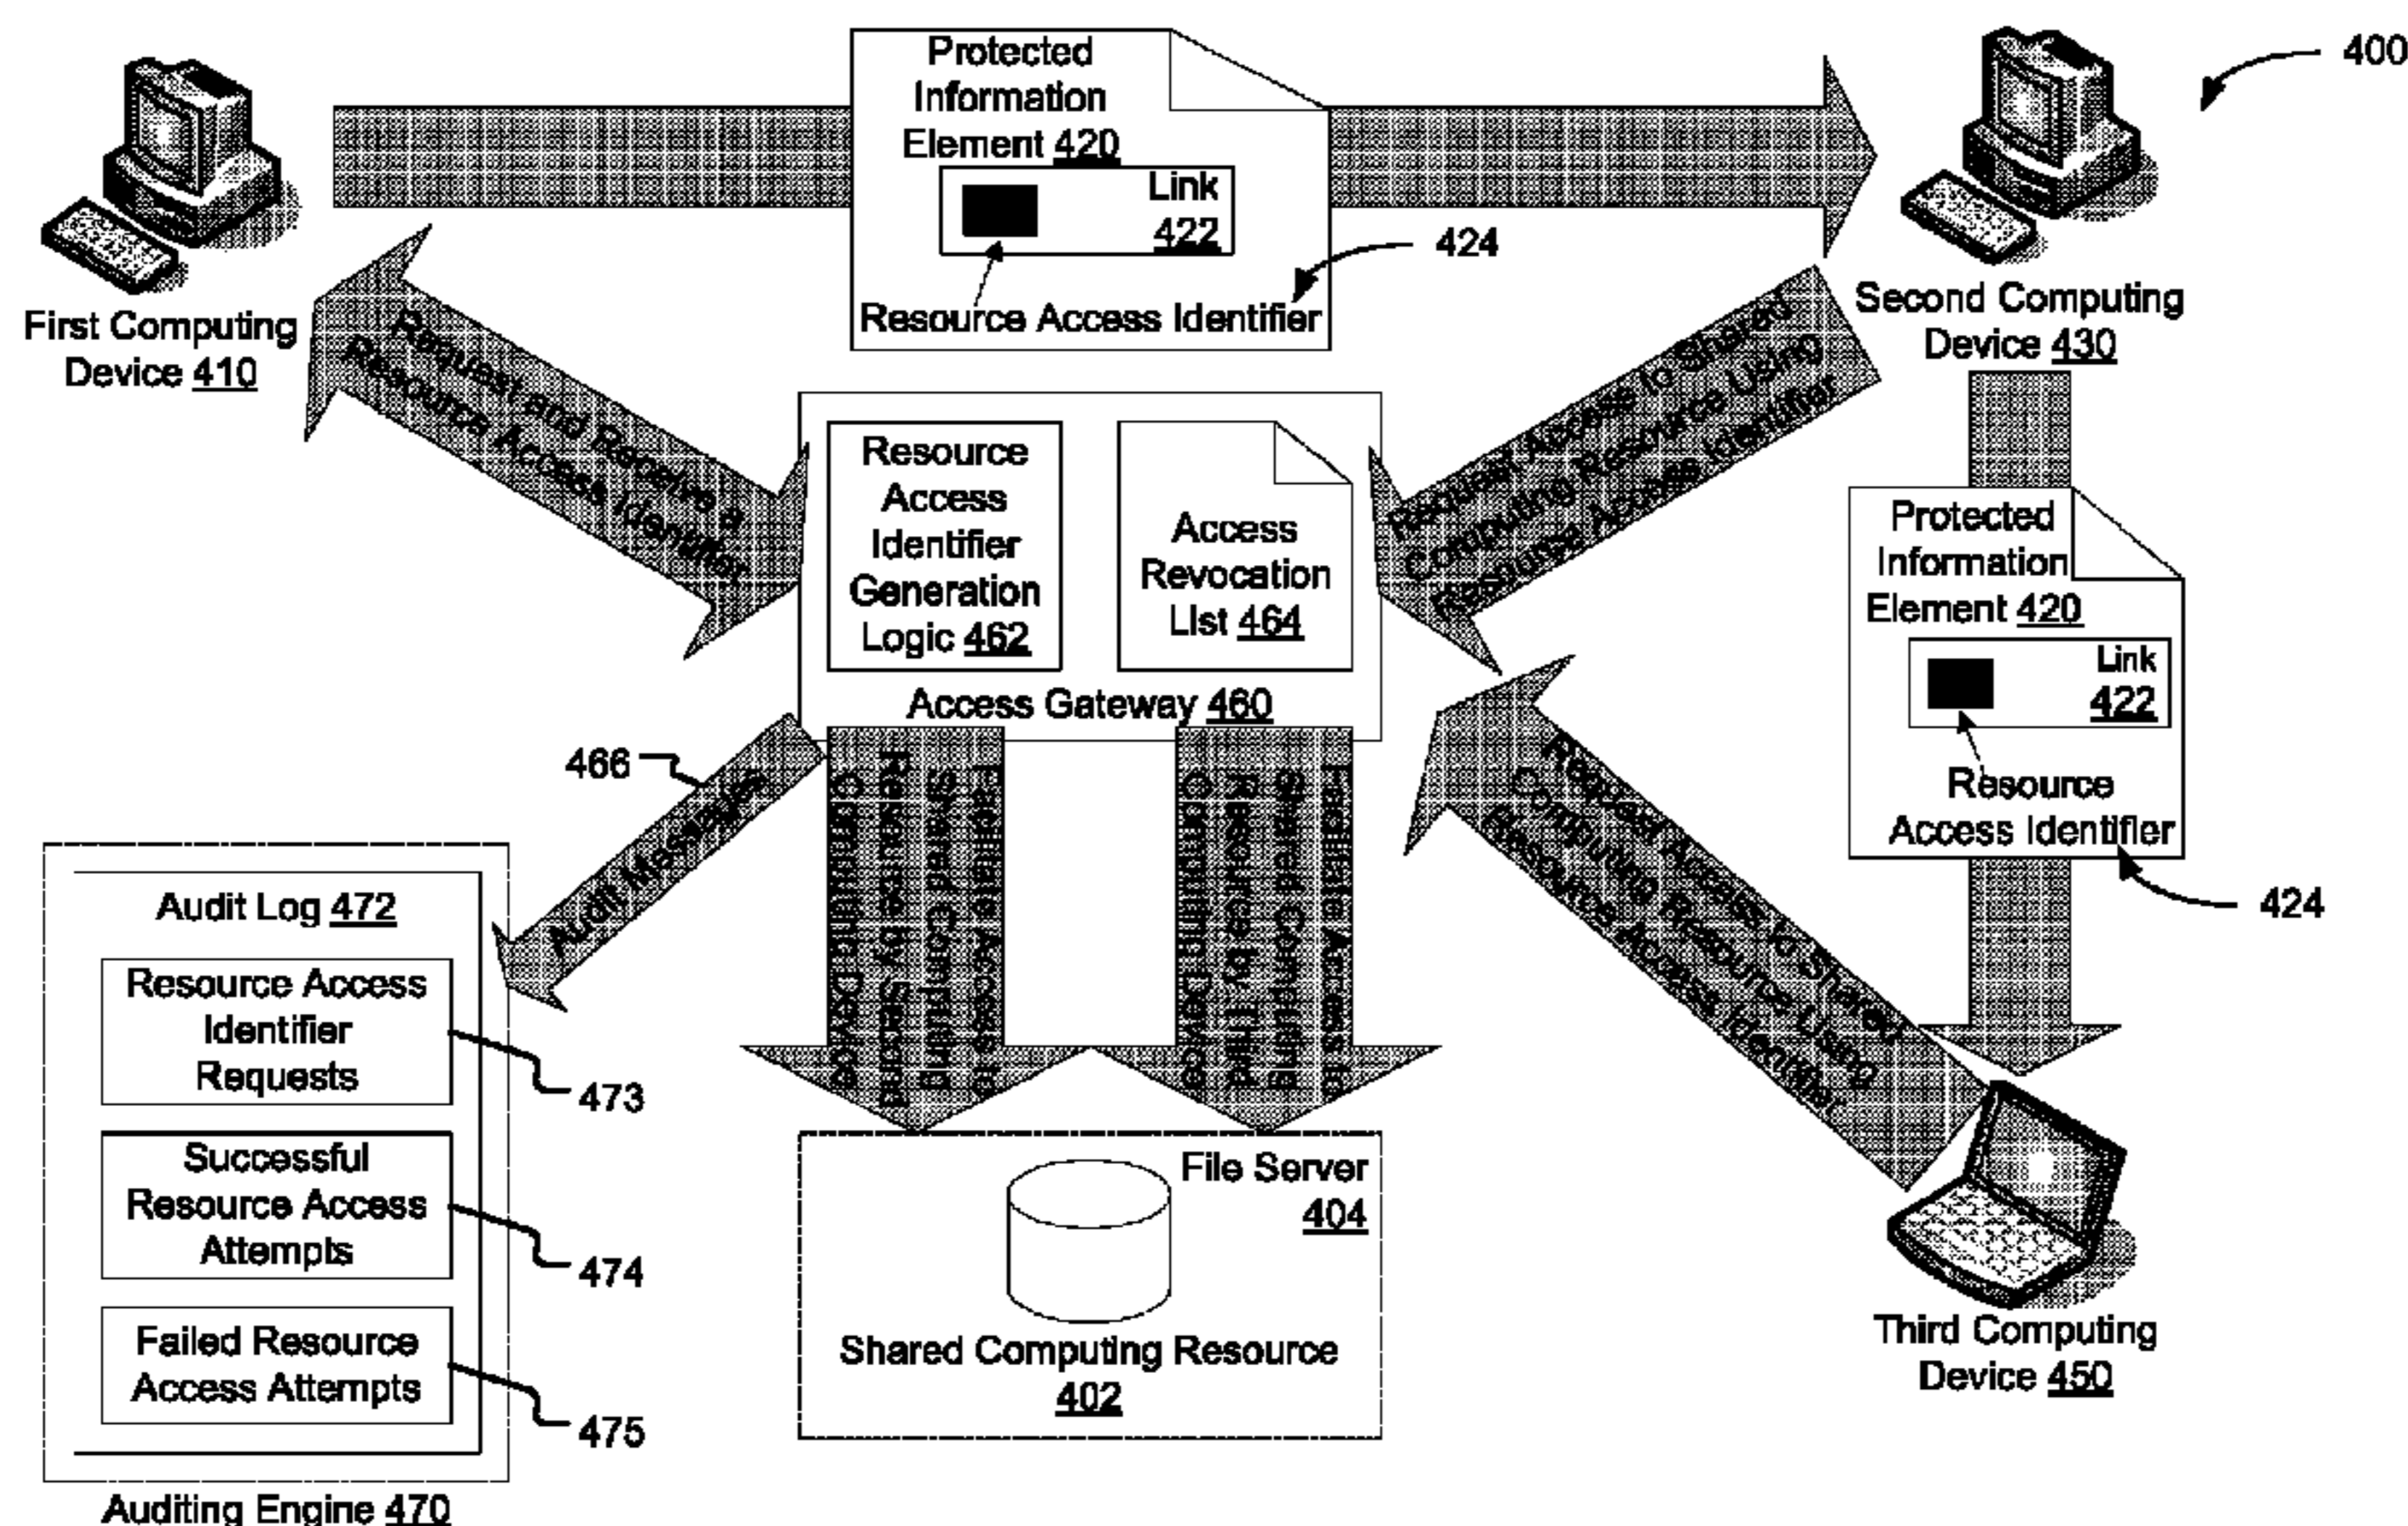 400
Protected
Information
Element 420
Link
422
424
Resource Access Identifier
First Computing
Device 410
Second Computing
Device 430
Request and Receive a
Resource Access Identifier
Request Access to Shared
Computing Resource Using
Resource Access Identifier
Resource
Access
Identifier
Generation
Logic 462
Access
Revocation
List 464
Access Gateway 460
Protected
Information
Element 420
Link
422
Resource
Access Identifier
424
466
Audit Messages
Facilitate Access to
Shared Computing
Resource by Second
Computing Device
Facilitate Access to
Shared Computing
Resource by Third
Computing Device
Request Access to Shared
Computing Resource Using
Resource Access Identifier
Audit Log 472
Resource Access
Identifier
Requests
473
Successful
Resource Access
Attempts
474
Failed Resource
Access Attempts
475
Auditing Engine 470
File Server
404
Shared Computing Resource
402
Third Computing
Device 450